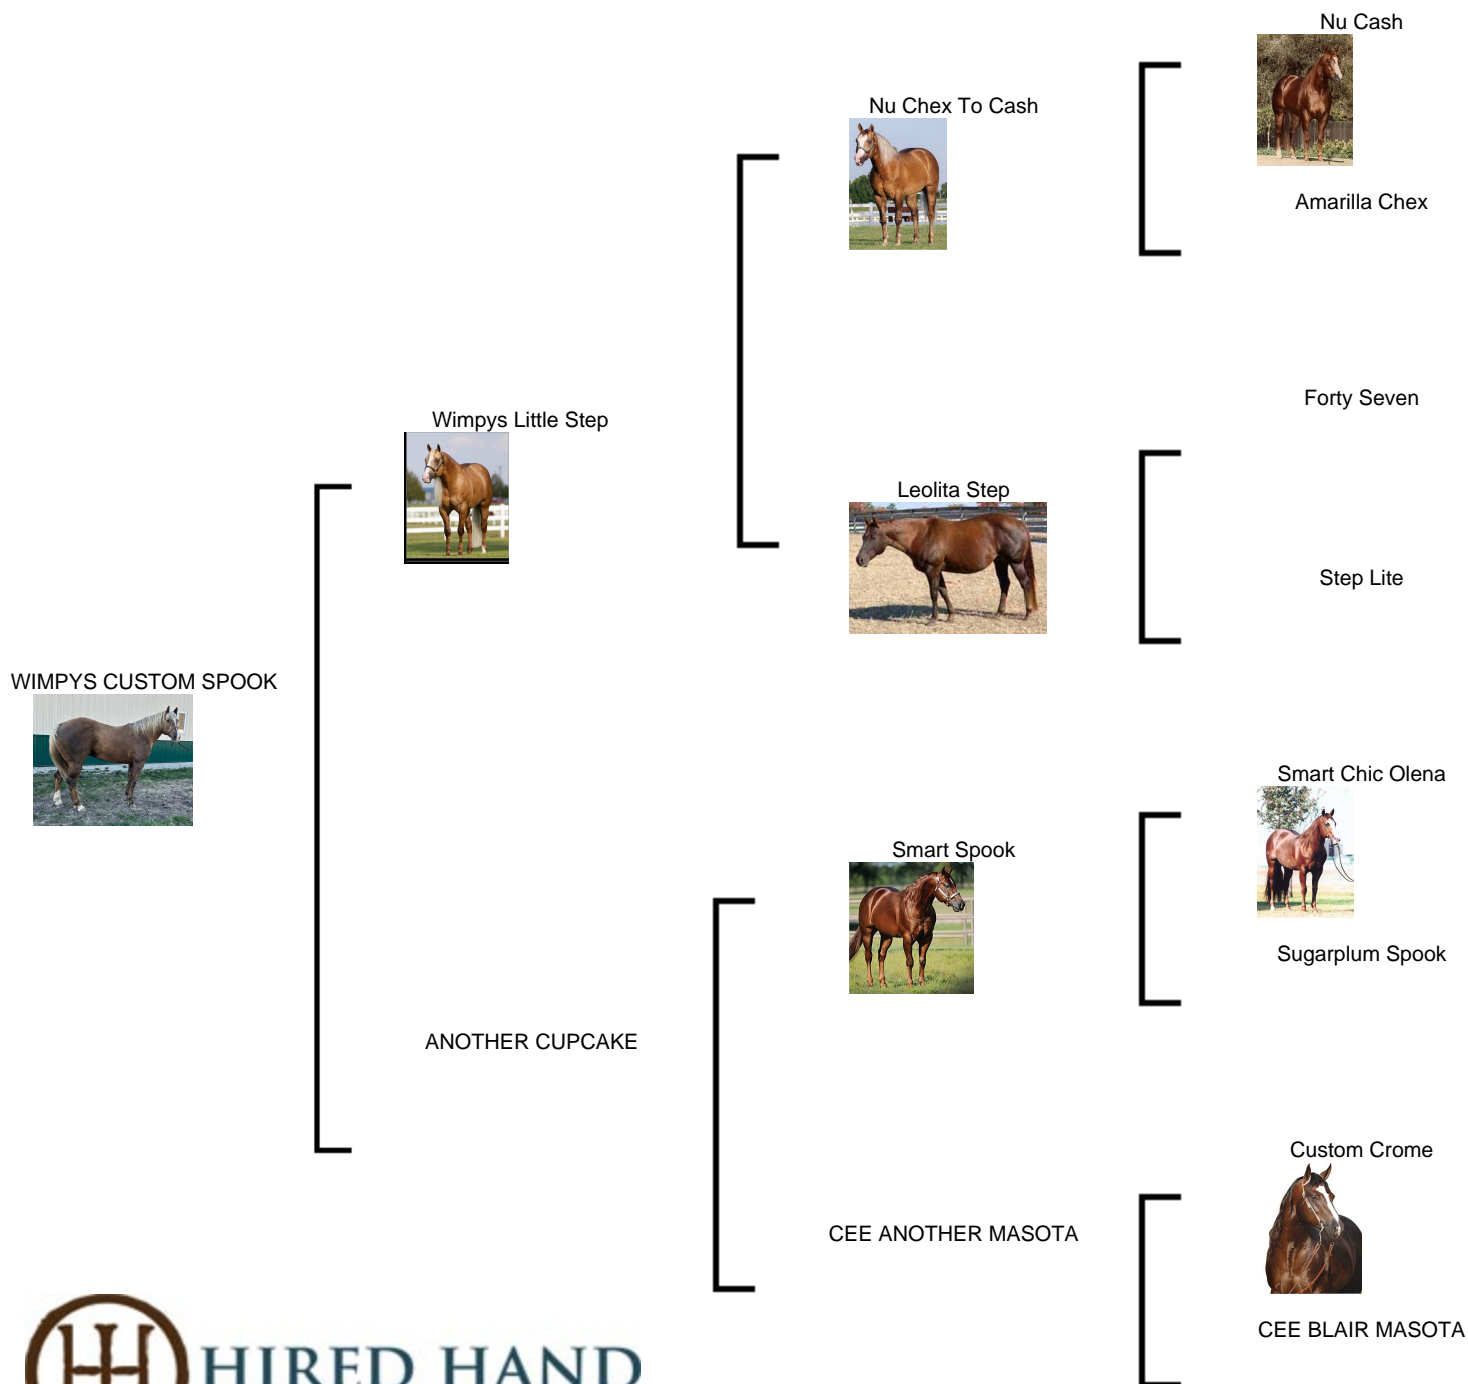 Nu Cash
Nu Chex To Cash
Amarilla Chex
Forty Seven
Wimpys Little Step
Leolita Step
Step Lite
WIMPYS CUSTOM SPOOK
Smart Chic Olena
Smart Spook
Sugarplum Spook
ANOTHER CUPCAKE
Custom Crome
CEE ANOTHER MASOTA
CEE BLAIR MASOTA
HIRED HAND